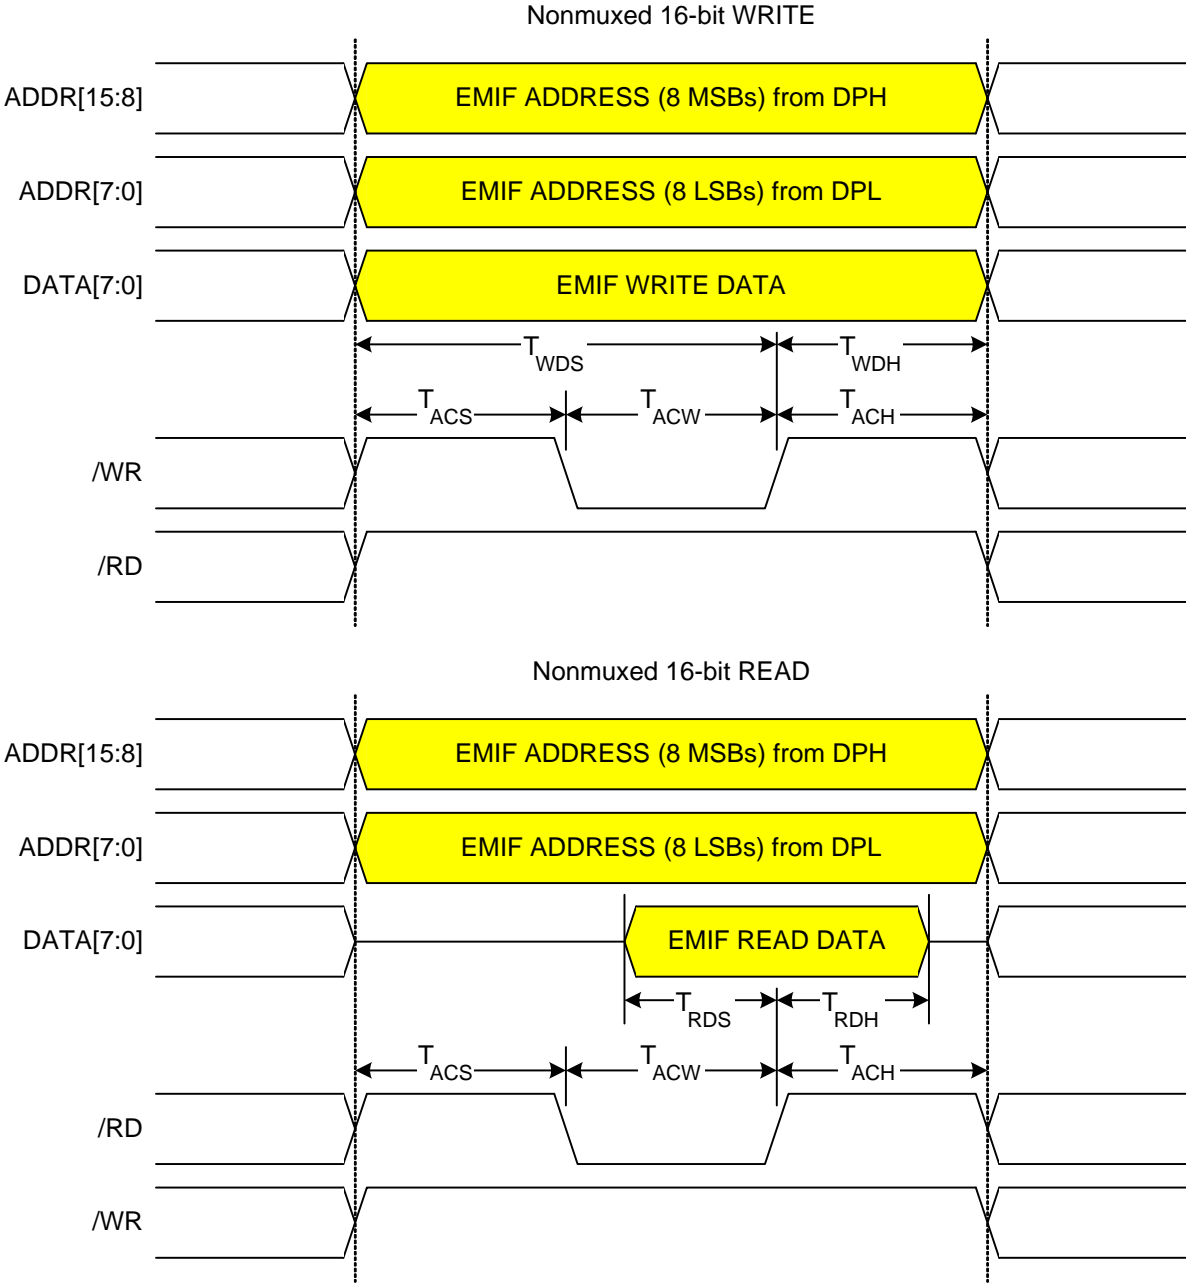 Nonmuxed 16-bit WRITE
ADDR[15:8]
EMIF ADDRESS (8 MSBs) from DPH
ADDR[7:0]
EMIF ADDRESS (8 LSBs) from DPL
DATA[7:0]
EMIF WRITE DATA
TWDS TWDH
TACS TACW TACH
/WR
/RD
Nonmuxed 16-bit READ
ADDR[15:8]
EMIF ADDRESS (8 MSBs) from DPH
ADDR[7:0]
EMIF ADDRESS (8 LSBs) from DPL
DATA[7:0]
EMIF READ DATA
TRDS TRDH
TACS TACW TACH
/RD
/WR